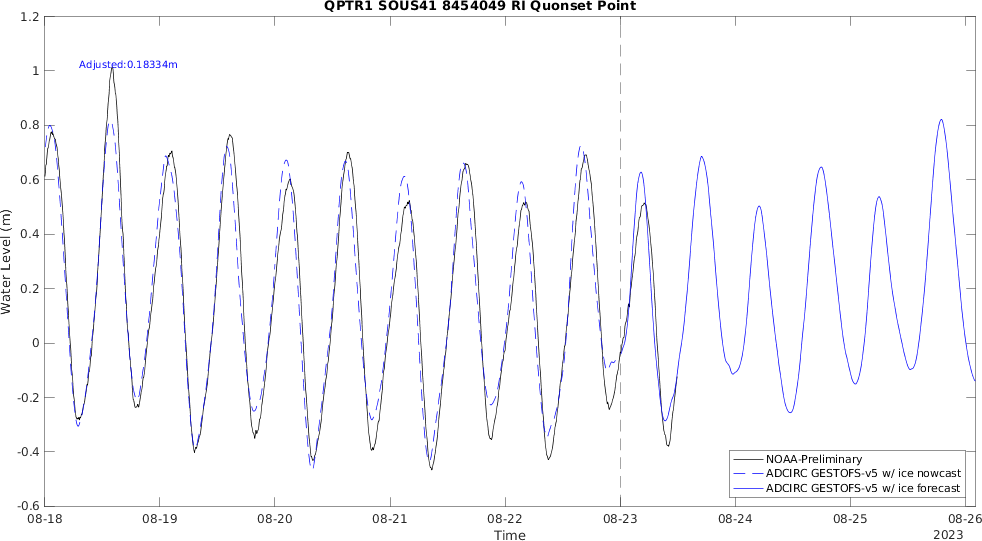 QPTR1 SOUS41 8454049 RI Quonset Point
Adjusted:0.18334m
Water Level (m)
1.2
1
0.8
0.6
0.4
0.2
0
-0.2
-0.4
-0.6
08-18 08-19 08-20 08-21 08-22 08-23 08-24 08-25 08-26
Time
2023
NOAA-Preliminary
ADCIRC GESTOFS-v5 w/ ice nowcast
ADCIRC GESTOFS-v5 w/ ice forecast